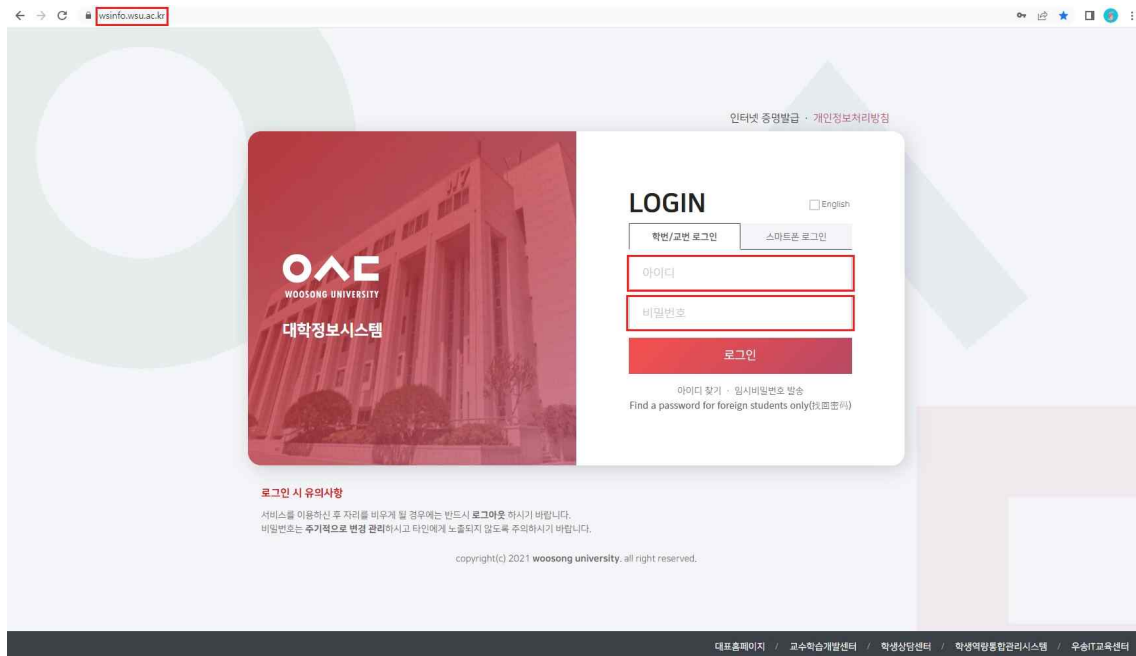 wsinfo.wsu.ac.kr
인터넷 증명발급 · 개인정보처리방침
LOGIN
English
학번/교번 로그인
스마트폰 로그인
아이디
비밀번호
로그인
아이디 찾기 · 임시비밀번호 발송
Find a password for foreign students only(找回密码)
WOOSONG UNIVERSITY
대학정보시스템
로그인 시 유의사항
서비스를 이용하신 후 자리를 비우게 될 경우에는 반드시 로그아웃 하시기 바랍니다.
비밀번호는 주기적으로 변경 관리하시고 타인에게 노출되지 않도록 주의하시기 바랍니다.
copyright(c) 2021 woosong university. all right reserved.
대표홈페이지 / 교수학습개발센터 / 학생상담센터 / 학생역량통합관리시스템 / 우송IT교육센터